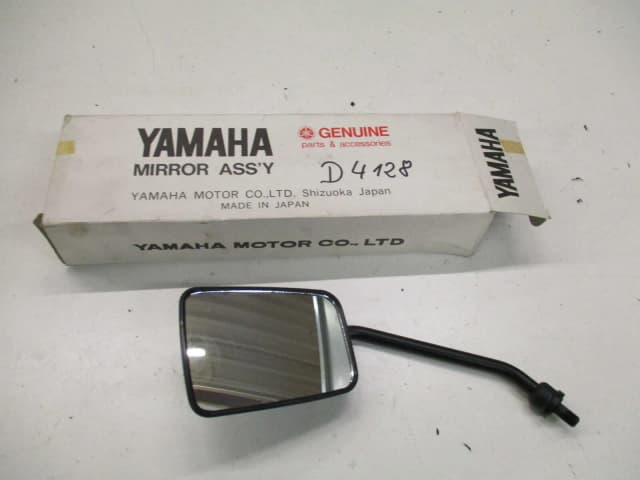 YAMAHA
GENUINE
parts & accessories
MIRROR ASS'Y
D4128
YAMAHA MOTOR CO.,LTD. Shizuoka Japan
MADE IN JAPAN
YAMAHA MOTOR CO., LTD
YAMAHA